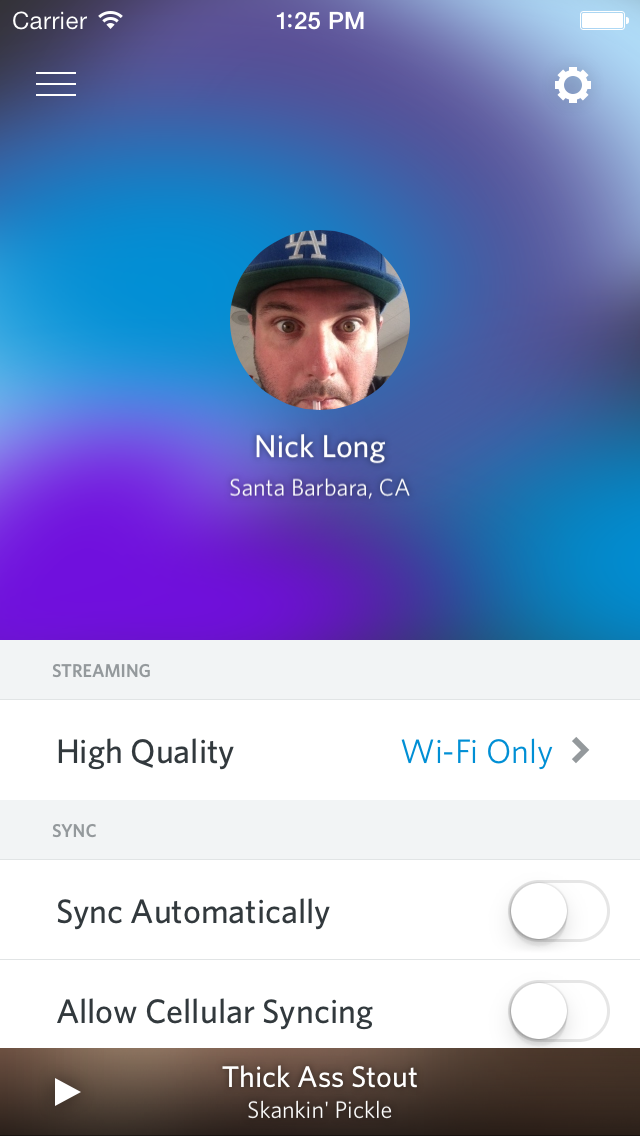 Carrier 1:25 PM
LA
Nick Long
Santa Barbara, CA
STREAMING
High Quality Wi-Fi Only
SYNC
Sync Automatically
Allow Cellular Syncing
Thick Ass Stout
Skankin' Pickle